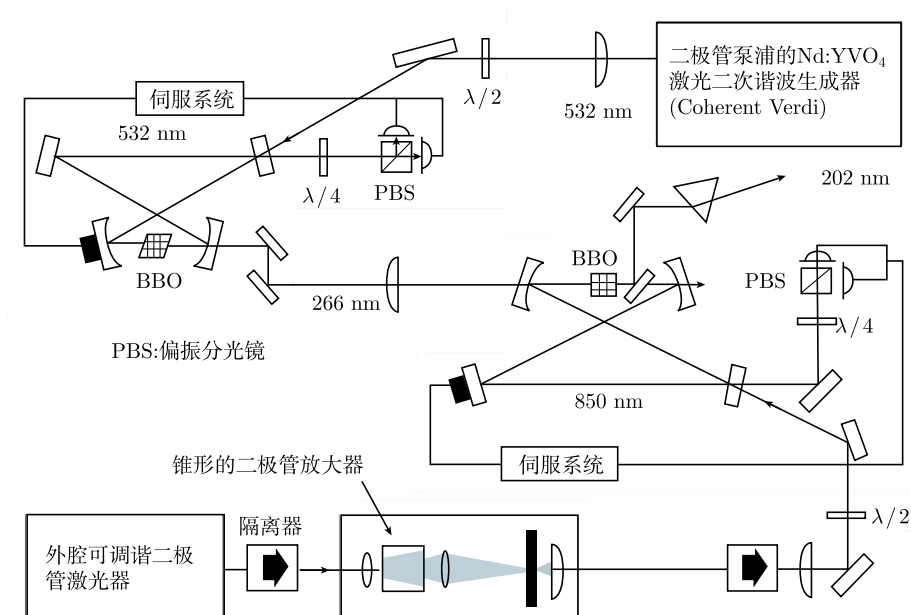 二极管泵浦的Nd:YVO₄
激光二次谐波生成器
(Coherent Verdi)
λ/2
532 nm
伺服系统
532 nm
λ/4
PBS
202 nm
BBO
BBO
PBS
266 nm
λ/4
PBS:偏振分光镜
850 nm
伺服系统
锥形的二极管放大器
隔离器
λ/2
外腔可调谐二极
管激光器